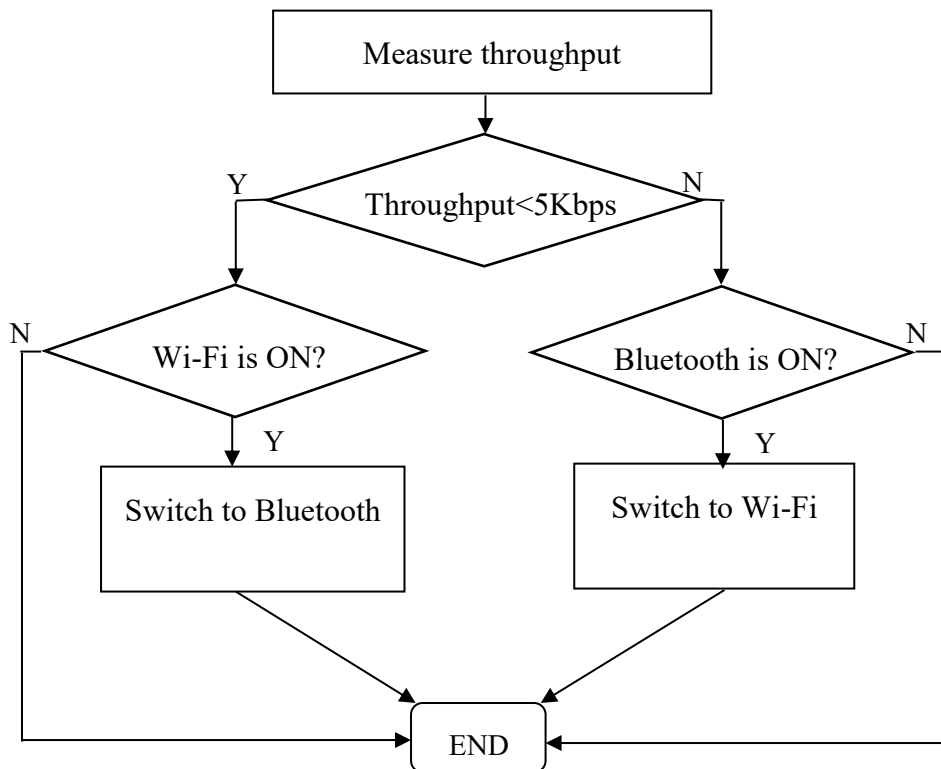 Measure throughput
Y
N
Throughput<5Kbps
N
N
Wi-Fi is ON?
Bluetooth is ON?
Y
Y
Switch to Bluetooth
Switch to Wi-Fi
END